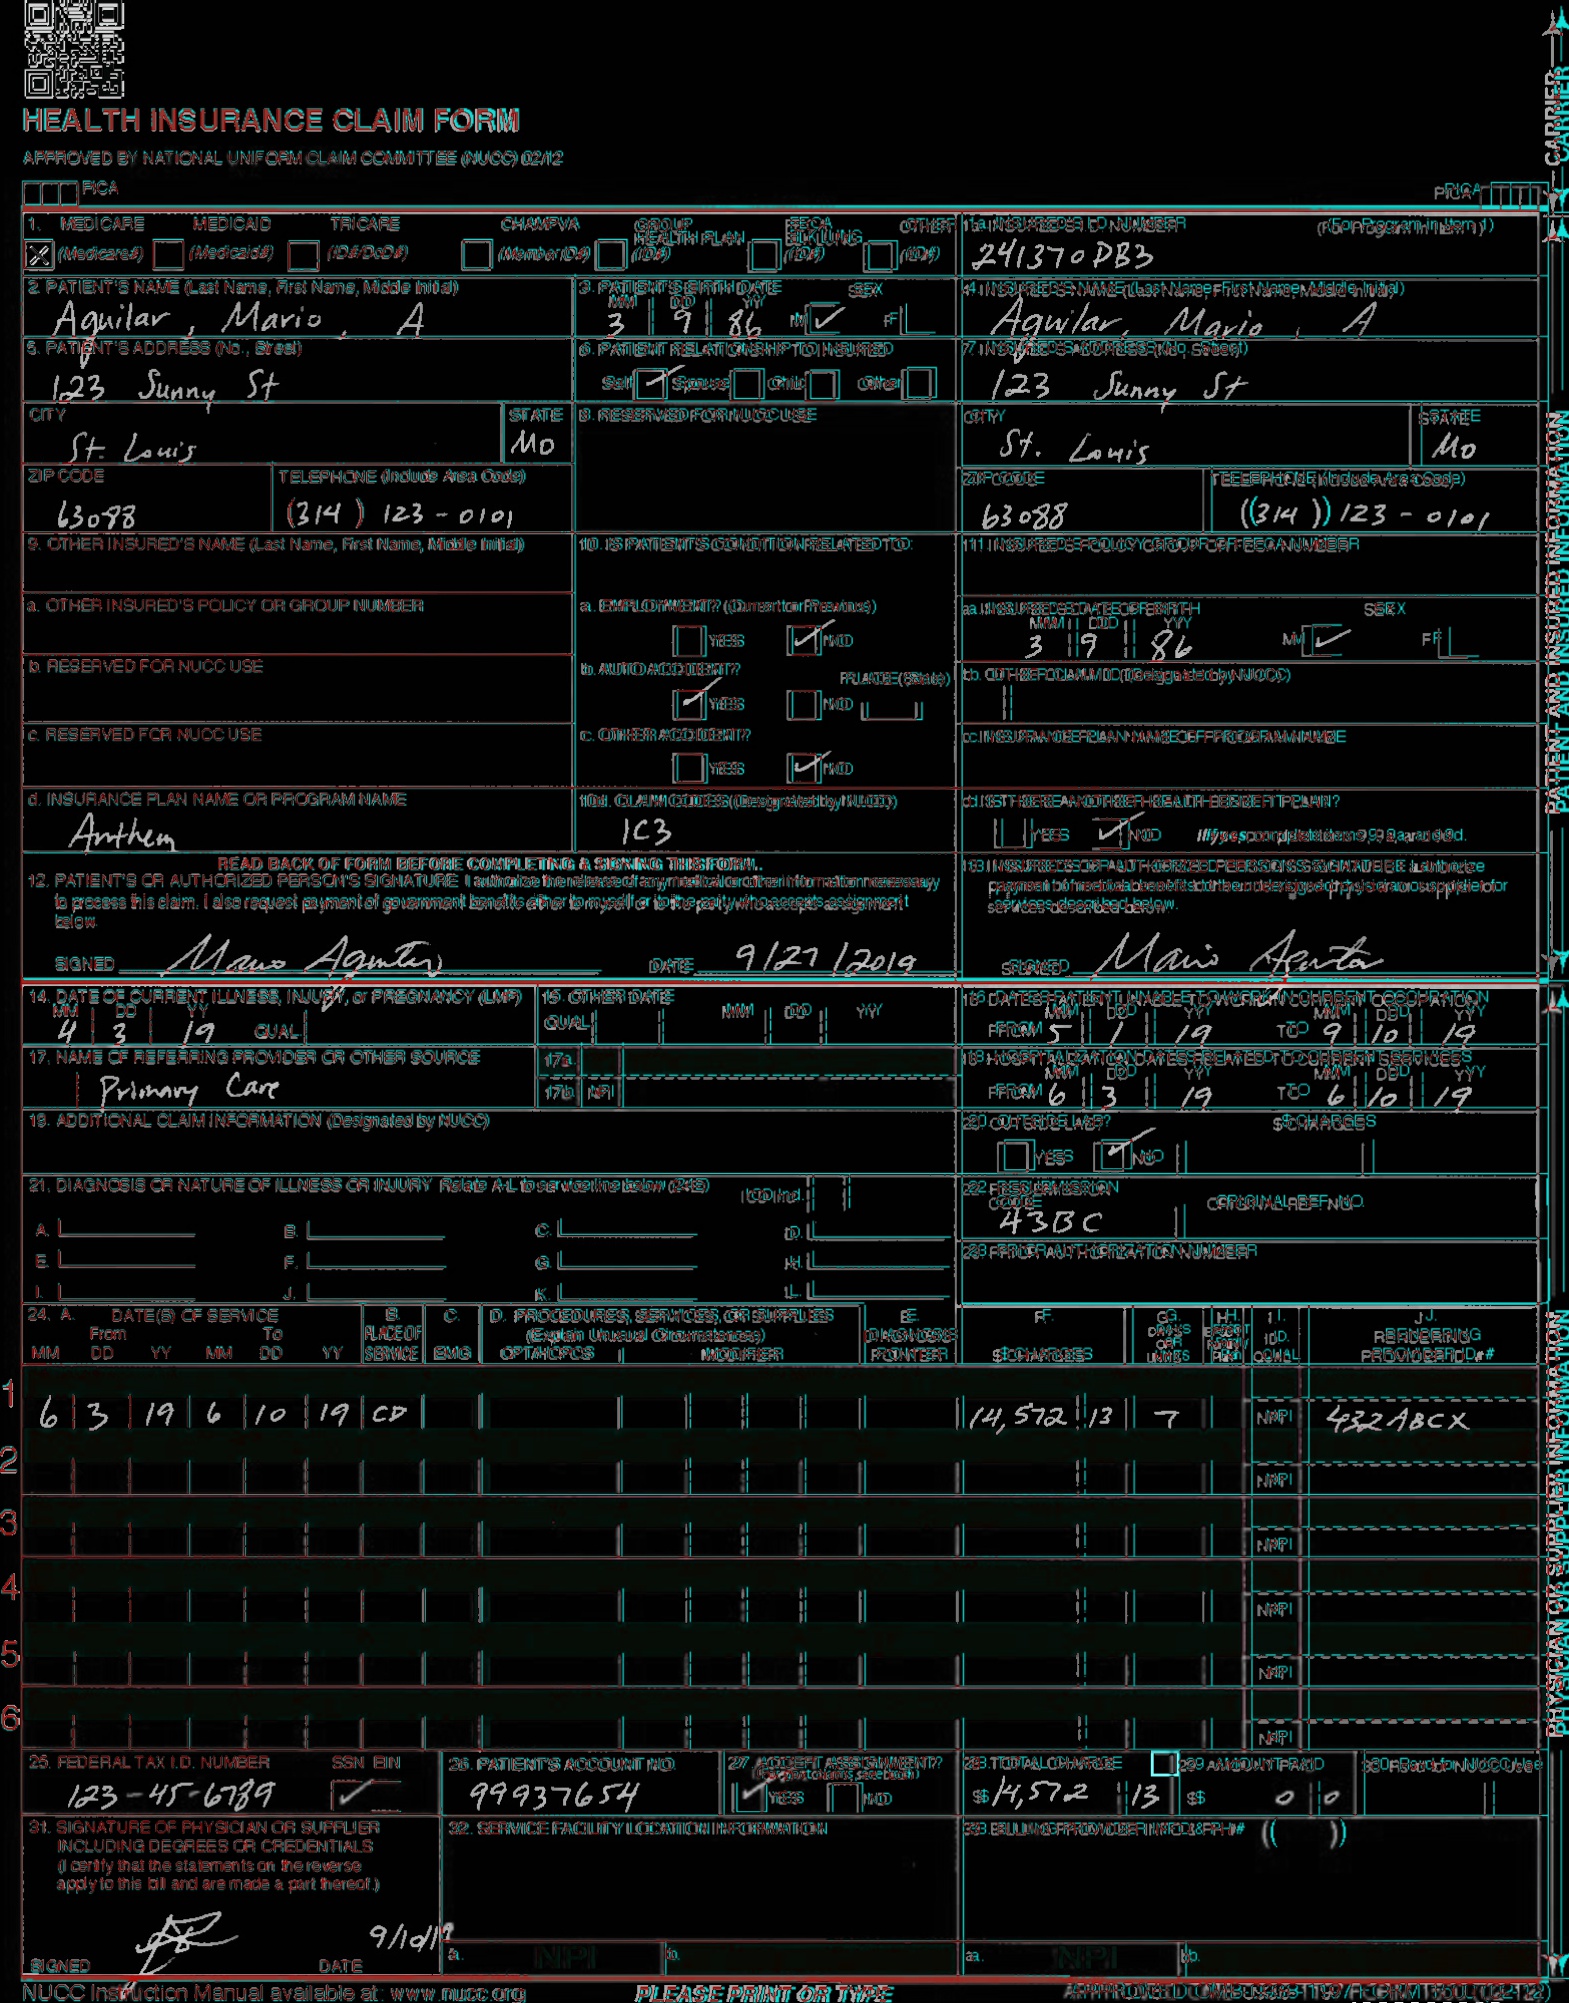 HEALTH INSURANCE CLAIM FORM
APPROVED BY NATIONAL UNIFORM CLAIM COMMITTEE (NUCC) 02/12
PICA PICA
1. MEDICARE MEDICAID TRICARE CHAMPVA GROUP HEALTH PLAN FECA BLK LUNG OTHER 1a. INSURED'S I.D. NUMBER (For Program in Item 1)
(Medicare#) (Medicaid#) (ID#/DoD#) (Member ID#) (ID#) (ID#) (ID#) 241370PB3
2. PATIENT'S NAME (Last Name, First Name, Middle Initial) 3. PATIENT'S BIRTH DATE SEX 4. INSURED'S NAME (Last Name, First Name, Middle Initial)
MM DD YY
Aguilar, Mario, A 3 9 86 M F Aguilar, Mario, A
5. PATIENT'S ADDRESS (No., Street) 6. PATIENT RELATIONSHIP TO INSURED 7. INSURED'S ADDRESS (No., Street)
123 Sunny St Self Spouse Child Other 123 Sunny St
CITY STATE 8. RESERVED FOR NUCC USE CITY STATE
St. Louis MO St. Louis MO
ZIP CODE TELEPHONE (Include Area Code) ZIP CODE TELEPHONE (Include Area Code)
63088 (314) 123-0101 63088 (314) 123-0101
9. OTHER INSURED'S NAME (Last Name, First Name, Middle Initial) 10. IS PATIENT'S CONDITION RELATED TO: 11. INSURED'S POLICY GROUP OR FECA NUMBER
a. OTHER INSURED'S POLICY OR GROUP NUMBER a. EMPLOYMENT? (Current or Previous) a. INSURED'S DATE OF BIRTH SEX
MM DD YY
YES NO 3 9 86 M F
b. RESERVED FOR NUCC USE b. AUTO ACCIDENT? PLACE (State) b. OTHER CLAIM ID (Designated by NUCC)
YES NO
c. RESERVED FOR NUCC USE c. OTHER ACCIDENT? c. INSURANCE PLAN NAME OR PROGRAM NAME
YES NO
d. INSURANCE PLAN NAME OR PROGRAM NAME 10d. CLAIM CODES (Designated by NUCC) d. IS THERE ANOTHER HEALTH BENEFIT PLAN?
Anthem 1C3 YES NO If yes, complete items 9, 9a, and 9d.
READ BACK OF FORM BEFORE COMPLETING & SIGNING THIS FORM.
12. PATIENT'S OR AUTHORIZED PERSON'S SIGNATURE I authorize the release of any medical or other information necessary
to process this claim. I also request payment of government benefits either to myself or to the party who accepts assignment
below.
SIGNED Mario Aguilar DATE 9/27/2019
13. INSURED'S OR AUTHORIZED PERSON'S SIGNATURE I authorize
payment of medical benefits to the undersigned physician or supplier for
services described below.
SIGNED Mario Aguilar
14. DATE OF CURRENT ILLNESS, INJURY, or PREGNANCY (LMP) 15. OTHER DATE 16. DATES PATIENT UNABLE TO WORK IN CURRENT OCCUPATION
MM DD YY MM DD YY MM DD YY MM DD YY
4 3 19 QUAL. QUAL. FROM 5 1 19 TO 9 10 19
17. NAME OF REFERRING PROVIDER OR OTHER SOURCE 17a. 18. HOSPITALIZATION DATES RELATED TO CURRENT SERVICES
MM DD YY MM DD YY
Primary Care 17b. NPI FROM 6 3 19 TO 6 10 19
19. ADDITIONAL CLAIM INFORMATION (Designated by NUCC) 20. OUTSIDE LAB? $ CHARGES
YES NO
21. DIAGNOSIS OR NATURE OF ILLNESS OR INJURY Relate A-L to service line below (24E) ICD Ind. 22. RESUBMISSION CODE ORIGINAL REF. NO.
43BC
A. B. C. D.
23. PRIOR AUTHORIZATION NUMBER
E. F. G. H.
I. J. K. L.
24. A. DATE(S) OF SERVICE B. C. D. PROCEDURES, SERVICES, OR SUPPLIES E. F. G. H. I. J.
From To PLACE OF (Explain Unusual Circumstances) DIAGNOSIS DAYS OR UNITS EPSDT Family Plan ID. RENDERING
MM DD YY MM DD YY SERVICE EMG CPT/HCPCS MODIFIER POINTER $ CHARGES QUAL. PROVIDER ID. #
1 6 3 19 6 10 19 CD 14,572 13 7 NPI 432ABCX
2 NPI
3 NPI
4 NPI
5 NPI
6 NPI
25. FEDERAL TAX I.D. NUMBER SSN EIN 26. PATIENT'S ACCOUNT NO. 27. ACCEPT ASSIGNMENT? 28. TOTAL CHARGE 29. AMOUNT PAID 30. Rsvd for NUCC Use
(For govt. claims, see back)
123-45-6789 99937654 YES NO $ 14,572 13 $ 0 0
31. SIGNATURE OF PHYSICIAN OR SUPPLIER
INCLUDING DEGREES OR CREDENTIALS
(I certify that the statements on the reverse
apply to this bill and are made a part thereof.)
32. SERVICE FACILITY LOCATION INFORMATION
33. BILLING PROVIDER INFO & PH # ( )
9/10/19
SIGNED DATE a. NPI b. a. NPI b.
NUCC Instruction Manual available at: www.nucc.org PLEASE PRINT OR TYPE APPROVED OMB-0938-1197 FORM 1500 (02-12)
CARRIER
PATIENT AND INSURED INFORMATION
PHYSICIAN OR SUPPLIER INFORMATION